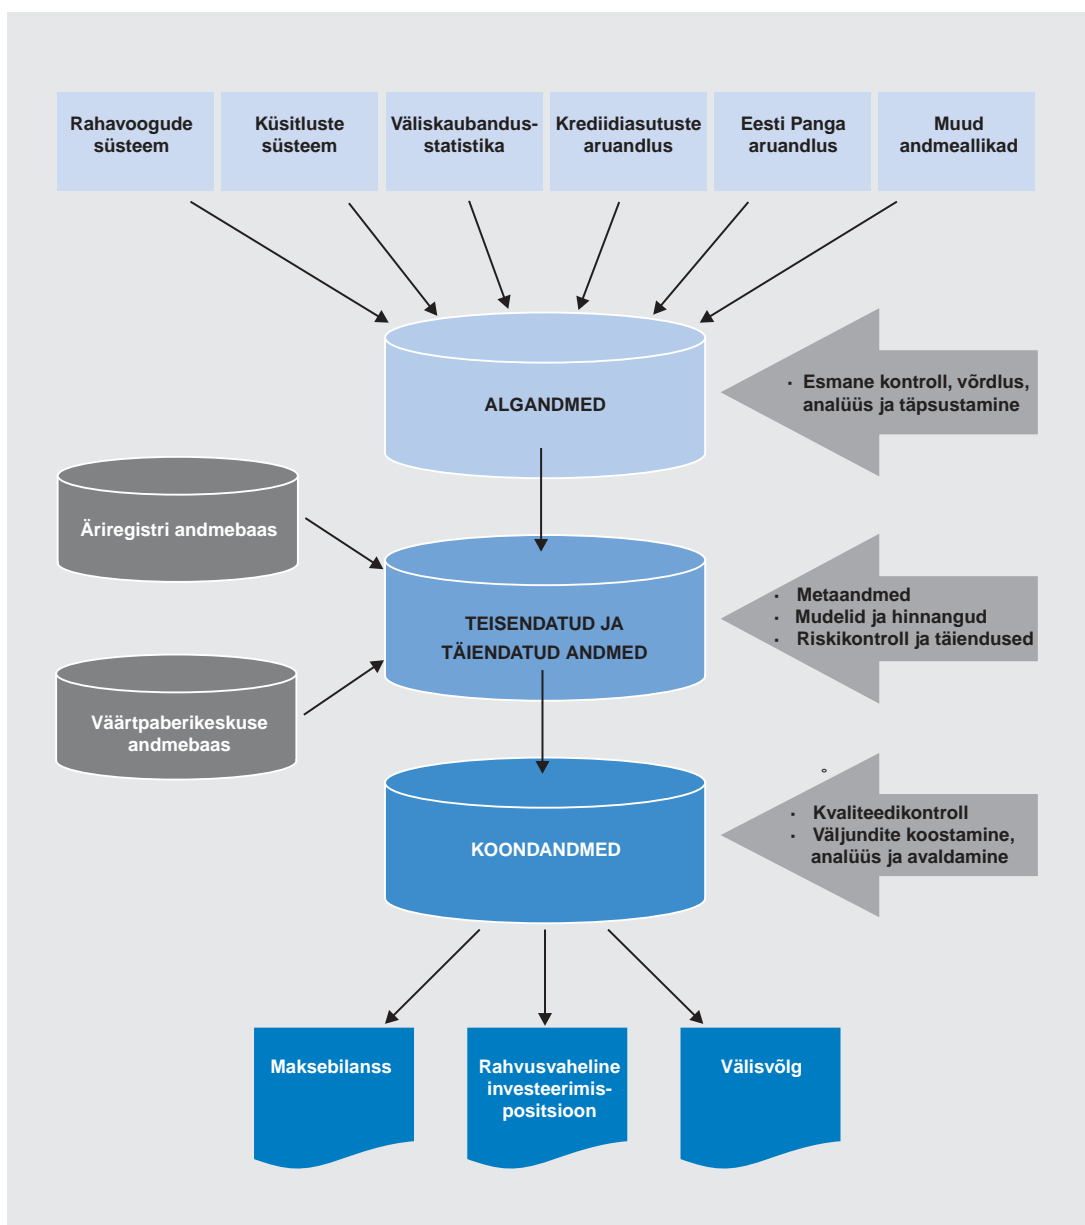 Rahavoogude
süsteem
Küsitluste
süsteem
Väliskaubandus-
statistika
Krediidiasutuste
aruandlus
Eesti Panga
aruandlus
Muud
andmeallikad
ALGANDMED
· Esmane kontroll, võrdlus,
analüüs ja täpsustamine
Äriregistri andmebaas
TEISENDATUD JA
TÄIENDATUD ANDMED
· Metaandmed
· Mudelid ja hinnangud
· Riskikontroll ja täiendused
Väärtpaberikeskuse
andmebaas
KOONDANDMED
· Kvaliteedikontroll
· Väljundite koostamine,
analüüs ja avaldamine
Maksebilanss
Rahvusvaheline
investeerimis-
positsioon
Välisvõlg